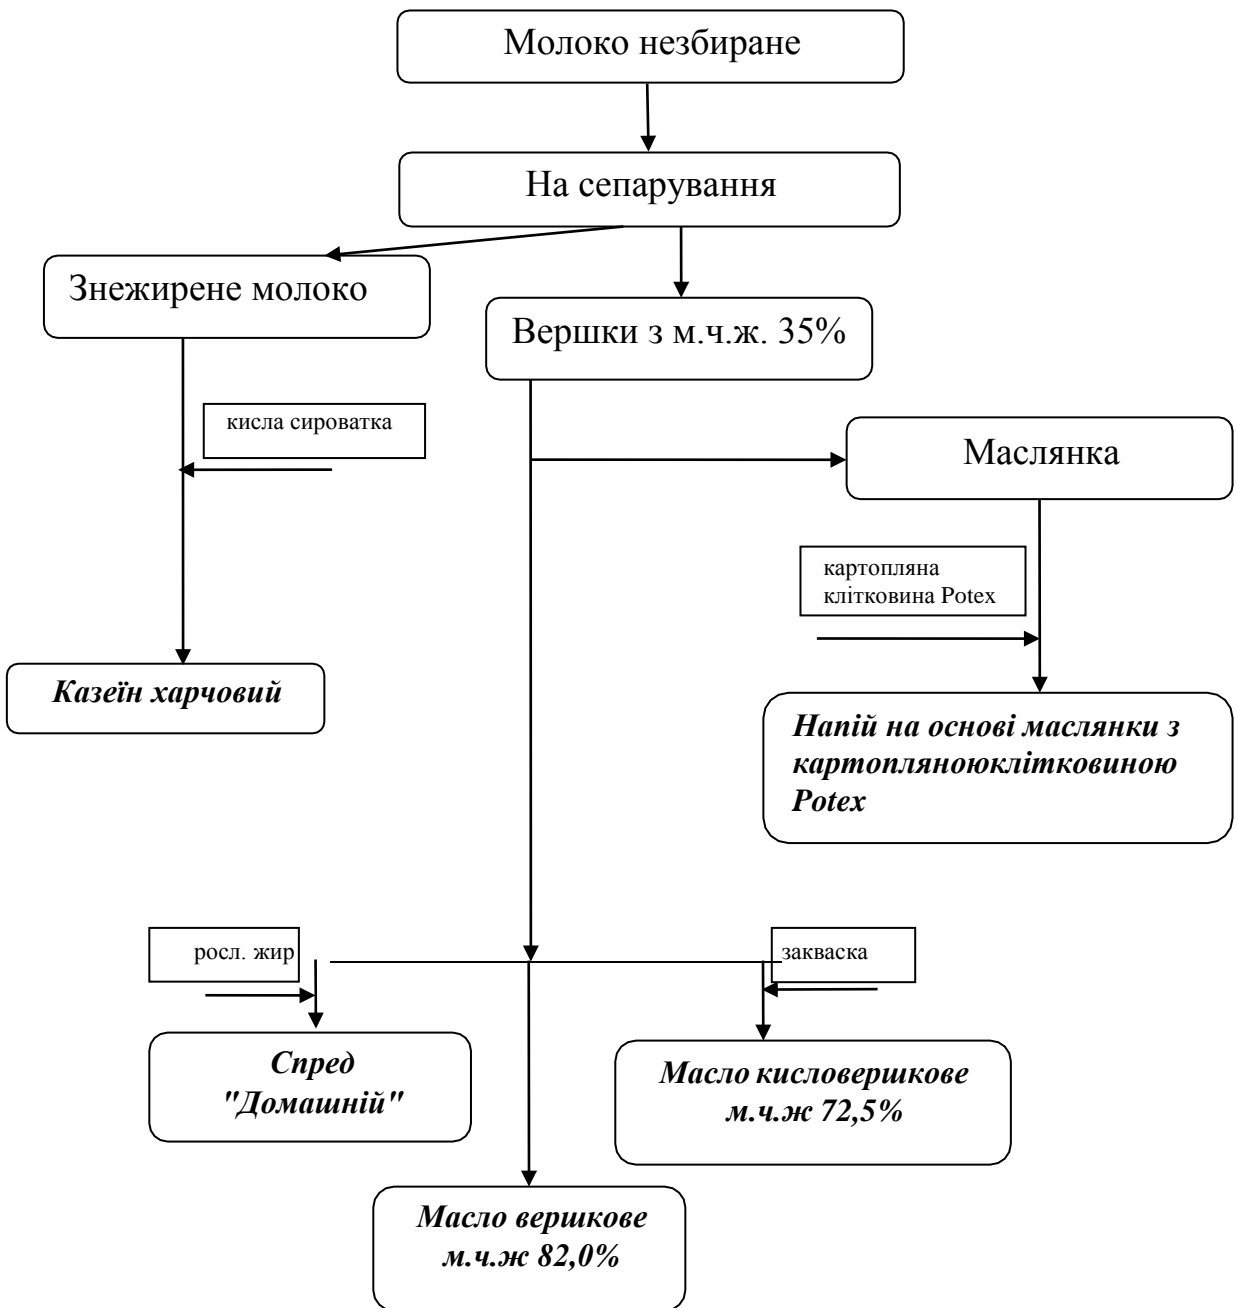 Молоко незбиране
На сепарування
Знежирене молоко
Вершки з м.ч.ж. 35%
кисла сироватка
Маслянка
картопляна
клітковина Potex
Казеїн харчовий
Напій на основі маслянки з
картопляноюклітковиною
Potex
росл. жир
закваска
Спред
"Домашній"
Масло кисловершкове
м.ч.ж 72,5%
Масло вершкове
м.ч.ж 82,0%